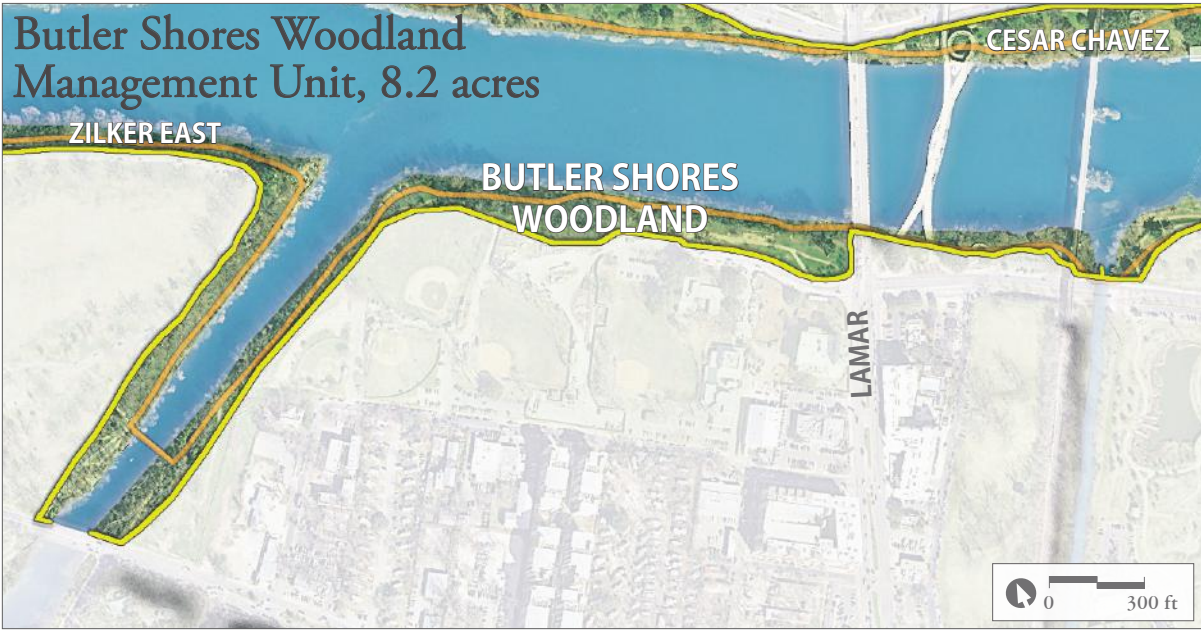 Butler Shores Woodland
Management Unit, 8.2 acres
CESAR CHAVEZ
ZILKER EAST
BUTLER SHORES
WOODLAND
LAMAR
0 300 ft